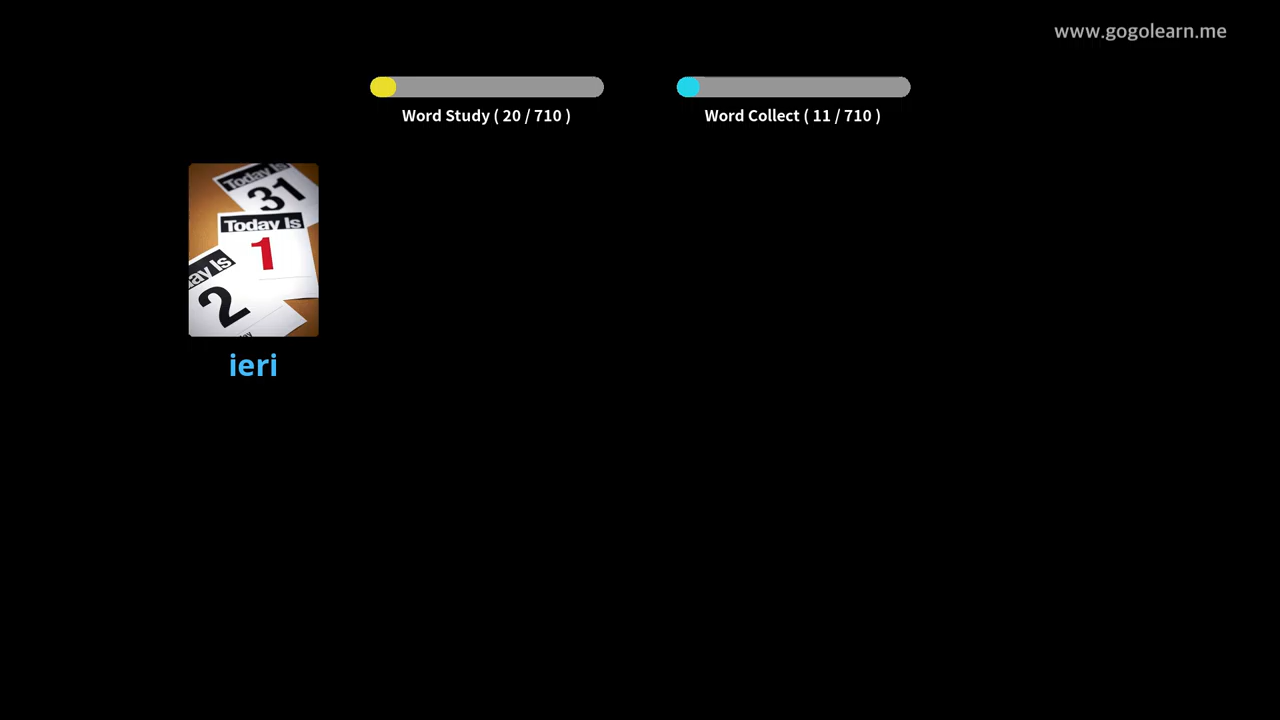 www.gogolearn.me
Word Study ( 20 / 710 )
Word Collect ( 11 / 710 )
Today Is
31
Today Is
1
ay Is
2
ieri